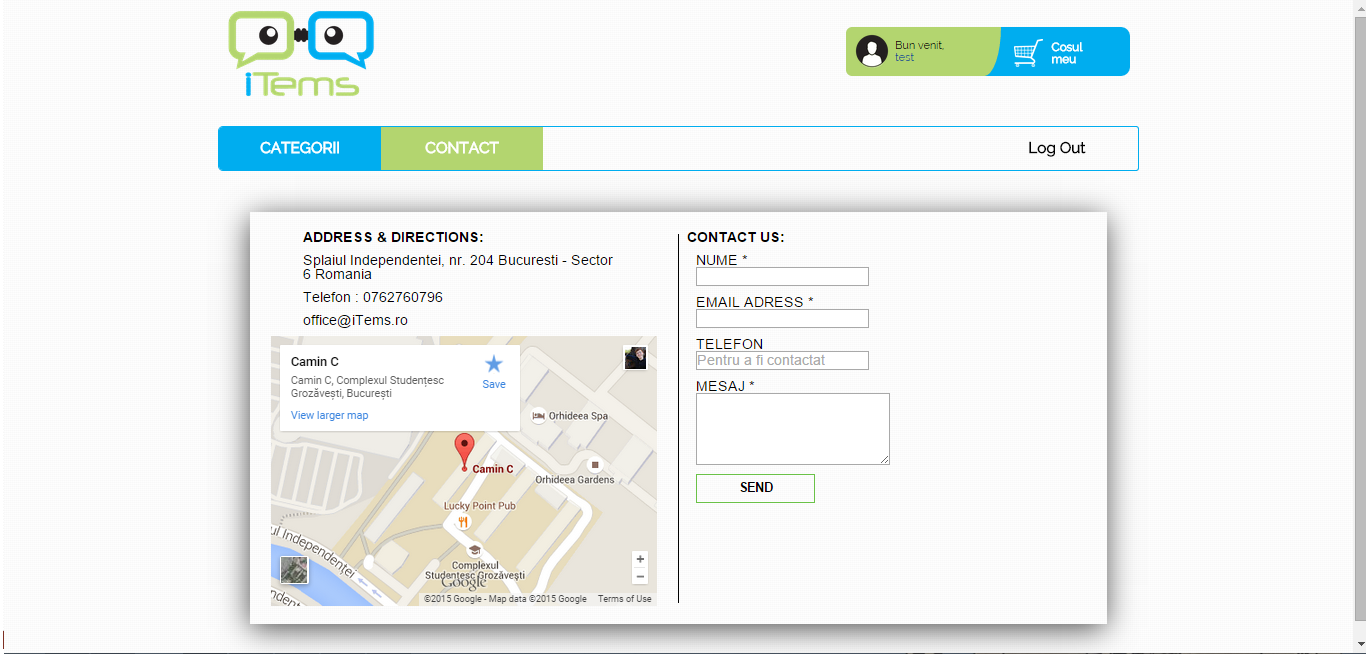 iTems
Bun venit,
test
Cosul
meu
CATEGORII
CONTACT
Log Out
ADDRESS & DIRECTIONS:
Splaiul Independentei, nr. 204 Bucuresti - Sector
6 Romania
Telefon : 0762760796
office@iTems.ro
Camin C
Camin C, Complexul Studențesc
Grozăvești, București
Save
View larger map
Orhideea Spa
Camin C
Orhideea Gardens
Lucky Point Pub
Complexul
Studențesc Grozăvești
ul Independenței
Google
©2015 Google - Map data ©2015 Google
Terms of Use
CONTACT US:
NUME *
EMAIL ADRESS *
TELEFON
Pentru a fi contactat
MESAJ *
SEND